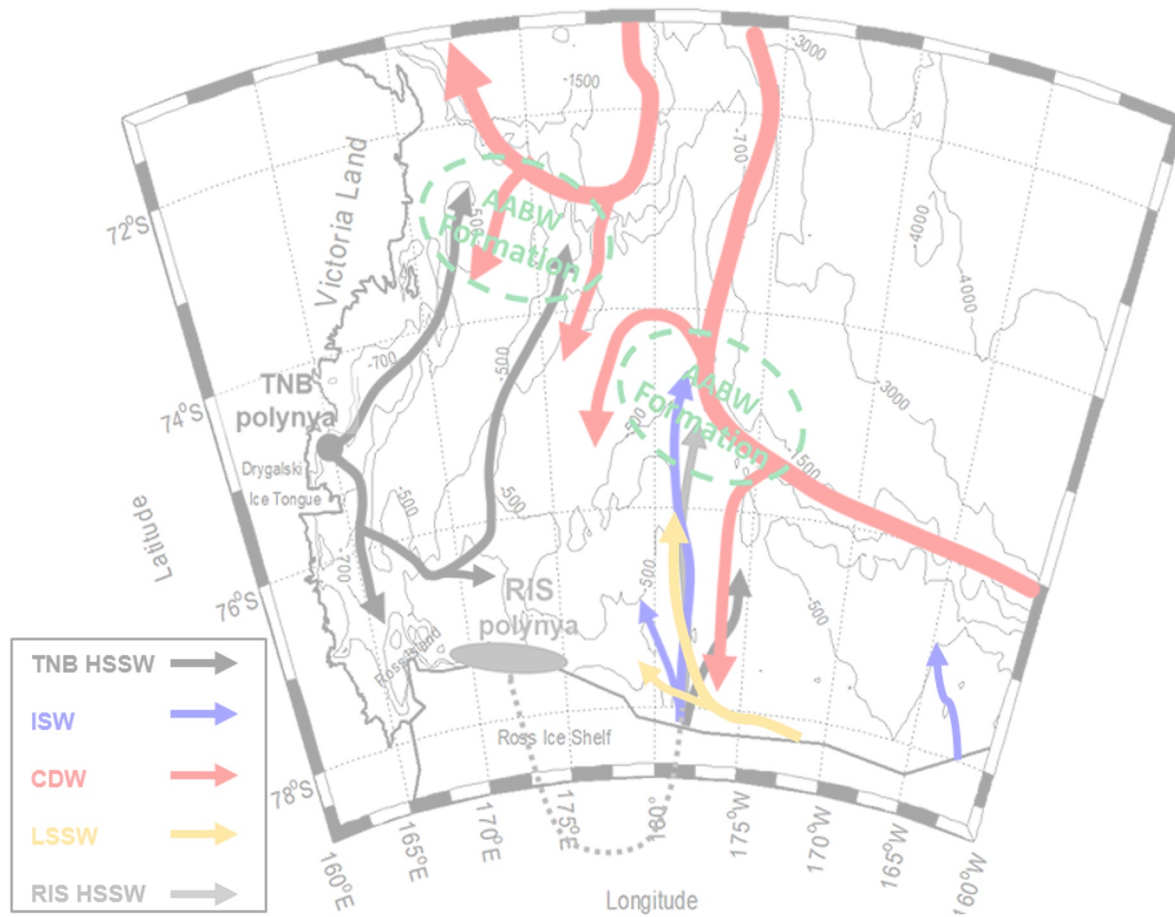 -3000
-1500
-700
4000
4000
72°S
Victoria Land
AABW
Formation
500
-700
-500
TNB
polynya
AABW
Formation
-500
-3000
-1500
74°S
Drygalski
Ice Tongue
-500
-500
-700
Latitude
76°S
RIS
polynya
-500
-500
Ross Island
Ross Ice Shelf
78°S
160°E
165°E
170°E
175°E
180°
175°W
170°W
165°W
160°W
Longitude
TNB HSSW
ISW
CDW
LSSW
RIS HSSW